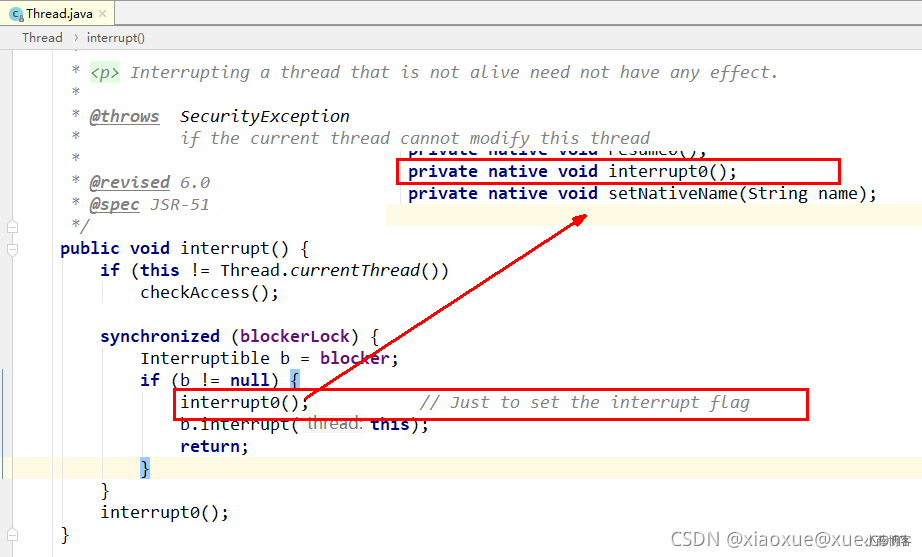 Thread.java
Thread
interrupt()
*
* <p> Interrupting a thread that is not alive need not have any effect.
*
* @throws SecurityException
* if the current thread cannot modify this thread
*
* @revised 6.0
* @spec JSR-51
*/
private native void resume0();
private native void interrupt0();
private native void setNativeName(String name);
public void interrupt() {
if (this != Thread.currentThread())
checkAccess();
synchronized (blockerLock) {
Interruptible b = blocker;
if (b != null) {
interrupt0(); // Just to set the interrupt flag
b.interrupt( thread: this);
return;
}
}
interrupt0();
}
CSDN @xiaoxue@xue